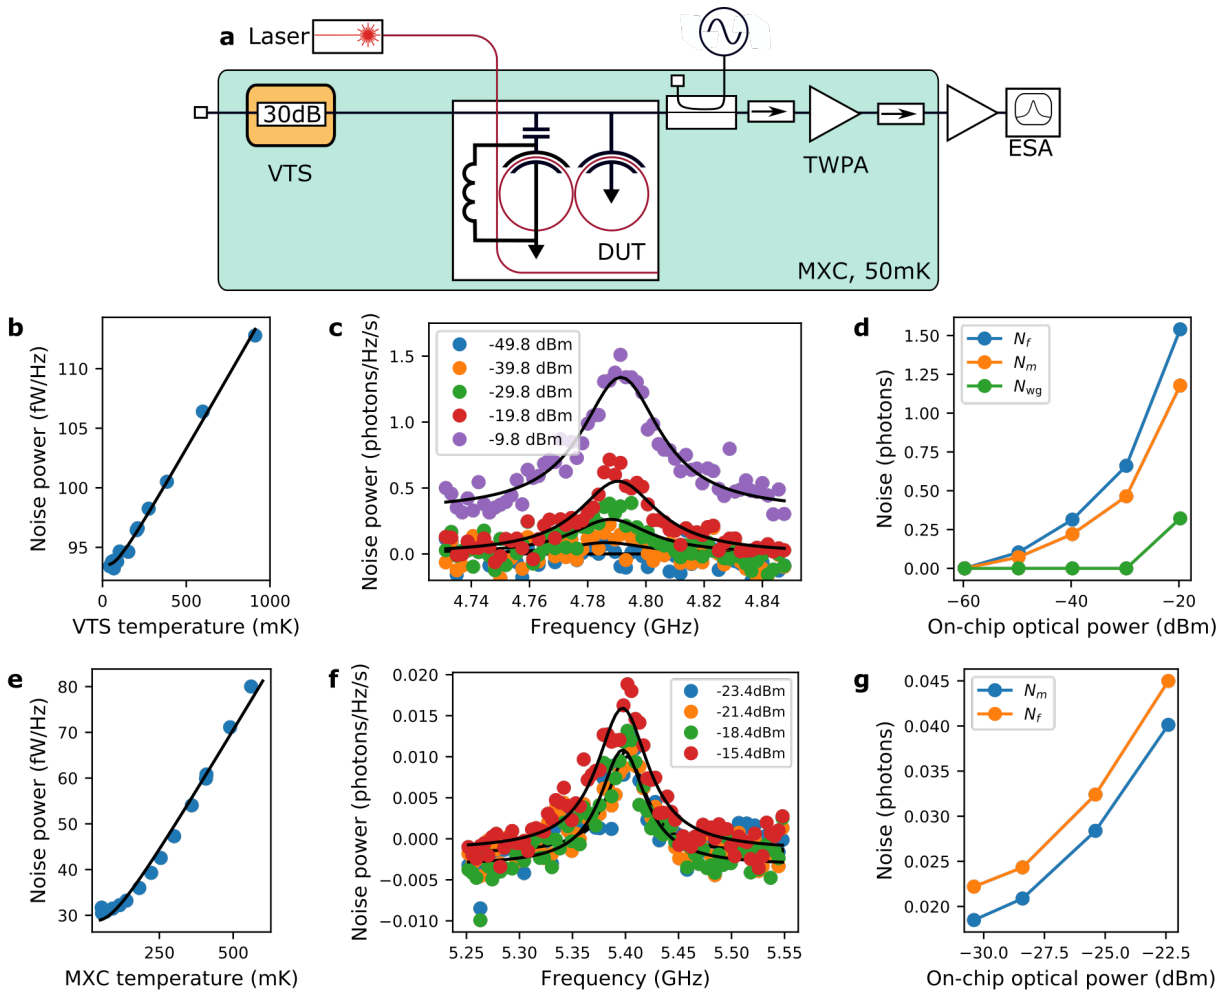 a Laser
30dB
VTS
DUT
TWPA
ESA
MXC, 50mK
b
Noise power (fW/Hz)
110
105
100
95
0 500 1000
VTS temperature (mK)
c
Noise power (photons/Hz/s)
1.5
1.0
0.5
0.0
-49.8 dBm
-39.8 dBm
-29.8 dBm
-19.8 dBm
-9.8 dBm
4.74 4.76 4.78 4.80 4.82 4.84
Frequency (GHz)
d
Noise (photons)
1.50
1.25
1.00
0.75
0.50
0.25
0.00
Nf
Nm
Nwg
−60 −40 −20
On-chip optical power (dBm)
e
Noise power (fW/Hz)
80
70
60
50
40
30
250 500
MXC temperature (mK)
f
Noise power (photons/Hz/s)
0.020
0.015
0.010
0.005
0.000
−0.005
−0.010
-23.4dBm
-21.4dBm
-18.4dBm
-15.4dBm
5.25 5.30 5.35 5.40 5.45 5.50 5.55
Frequency (GHz)
g
Noise (photons)
0.045
0.040
0.035
0.030
0.025
0.020
Nm
Nf
−30.0 −27.5 −25.0 −22.5
On-chip optical power (dBm)